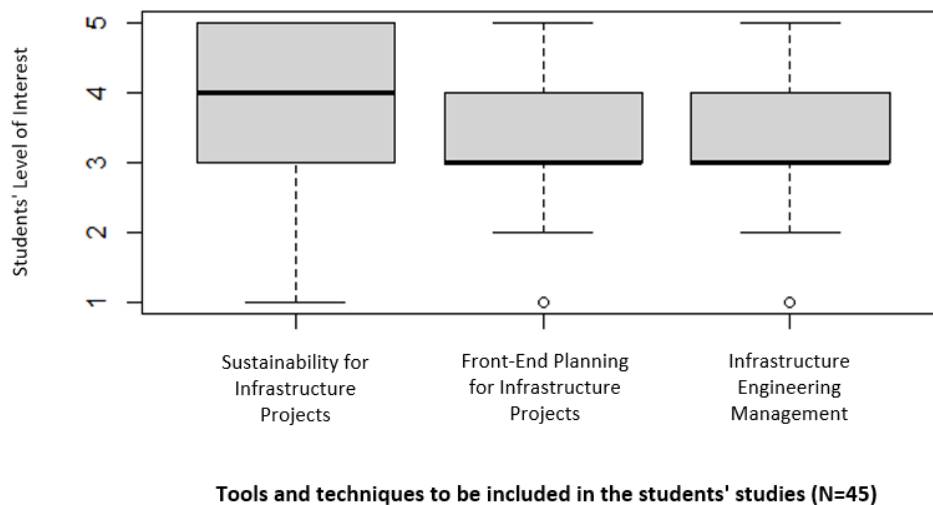 Students' Level of Interest
5
4
3
2
1
Sustainability for
Infrastructure
Projects
Front-End Planning
for Infrastructure
Projects
Infrastructure
Engineering
Management
Tools and techniques to be included in the students' studies (N=45)